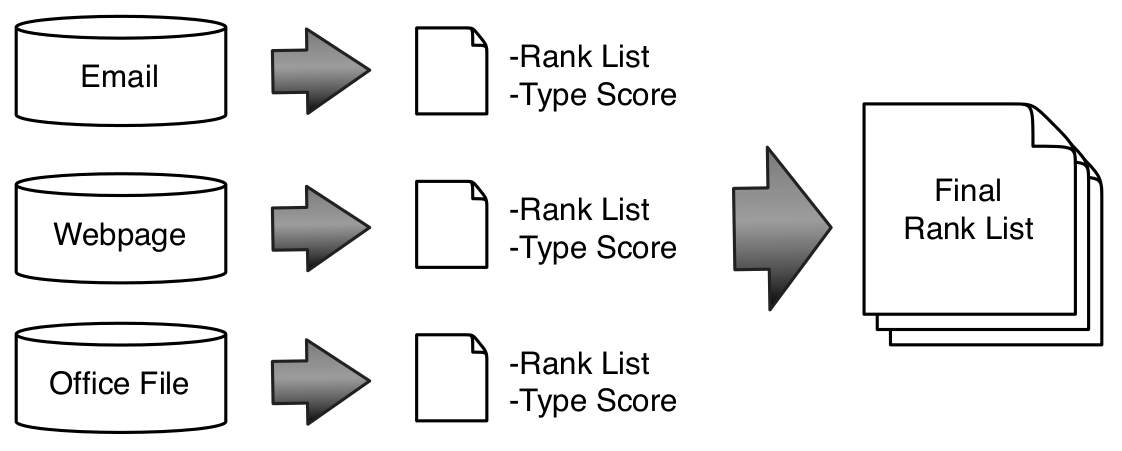 Email
-Rank List
-Type Score
Webpage
-Rank List
-Type Score
Office File
-Rank List
-Type Score
Final
Rank List